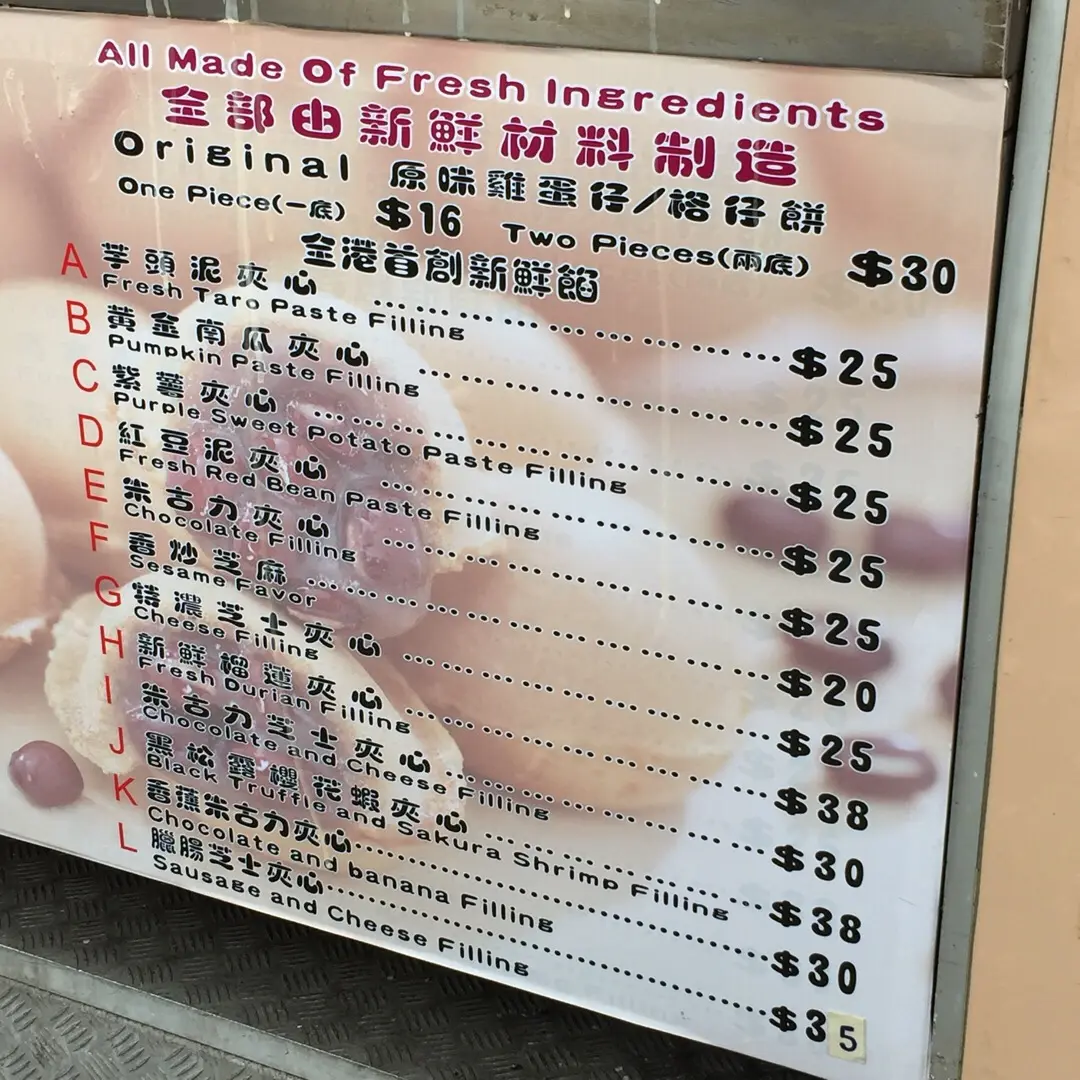 All Made Of Fresh Ingredients
全部由新鮮材料制造
Original 原味雞蛋仔/格仔餅
One Piece(一底) $16 Two Pieces(兩底) $30
全港首創新鮮餡
A 芋頭泥夾心 $25
Fresh Taro Paste Filling
B 黃金南瓜夾心 $25
Pumpkin Paste Filling
C 紫薯夾心 $25
Purple Sweet Potato Paste Filling
D 紅豆泥夾心 $25
Fresh Red Bean Paste Filling
E 朱古力夾心 $25
Chocolate Filling
F 香炒芝麻 $20
Sesame Favor
G 特濃芝士夾心 $25
Cheese Filling
H 新鮮榴蓮夾心 $38
Fresh Durian Filling
I 朱古力芝士夾心 $30
Chocolate and Cheese Filling
J 黑松露櫻花蝦夾心 $38
Black Truffle and Sakura Shrimp Filling
K 香蕉朱古力夾心 $30
Chocolate and banana Filling
L 臘腸芝士夾心 $35
Sausage and Cheese Filling